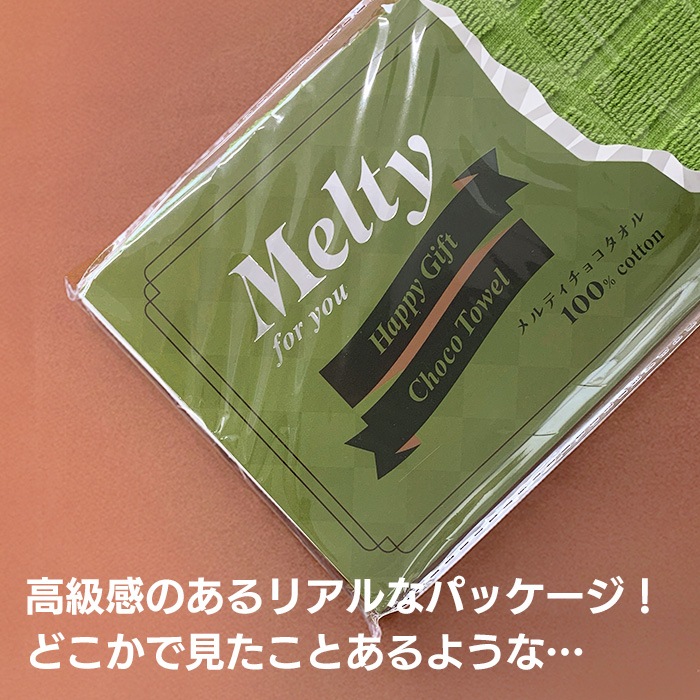 Melty
for you
Happy Gift
Choco Towel
メルティチョコタオル
100% cotton
高級感のあるリアルなパッケージ！
どこかで見たことあるような…